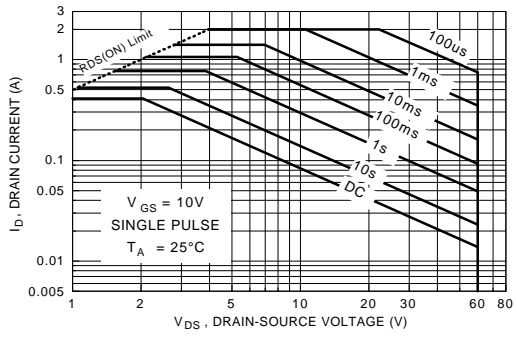 3
2
1
0.5
0.1
0.05
0.01
0.005
I D, DRAIN CURRENT (A)
RDS(ON) Limit
100us
1ms
10ms
100ms
1s
10s
DC
V GS = 10V
SINGLE PULSE
T A = 25°C
1 2 5 10 20 30 60 80
V DS , DRAIN-SOURCE VOLTAGE (V)